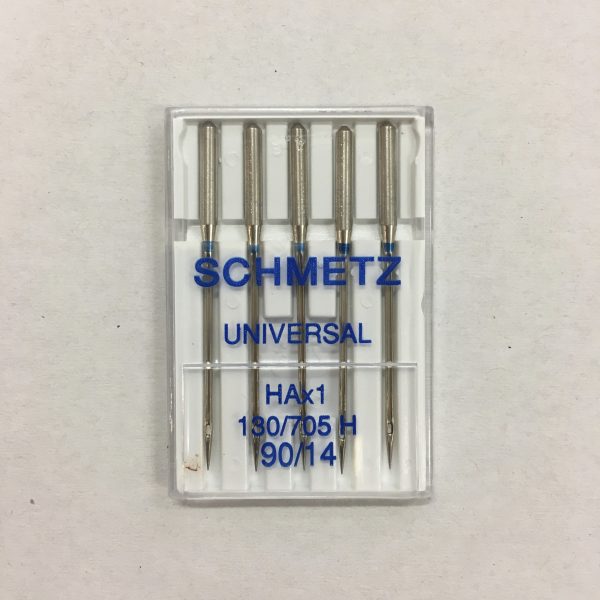 SCHMETZ
UNIVERSAL
HAx1
130/705 H
90/14